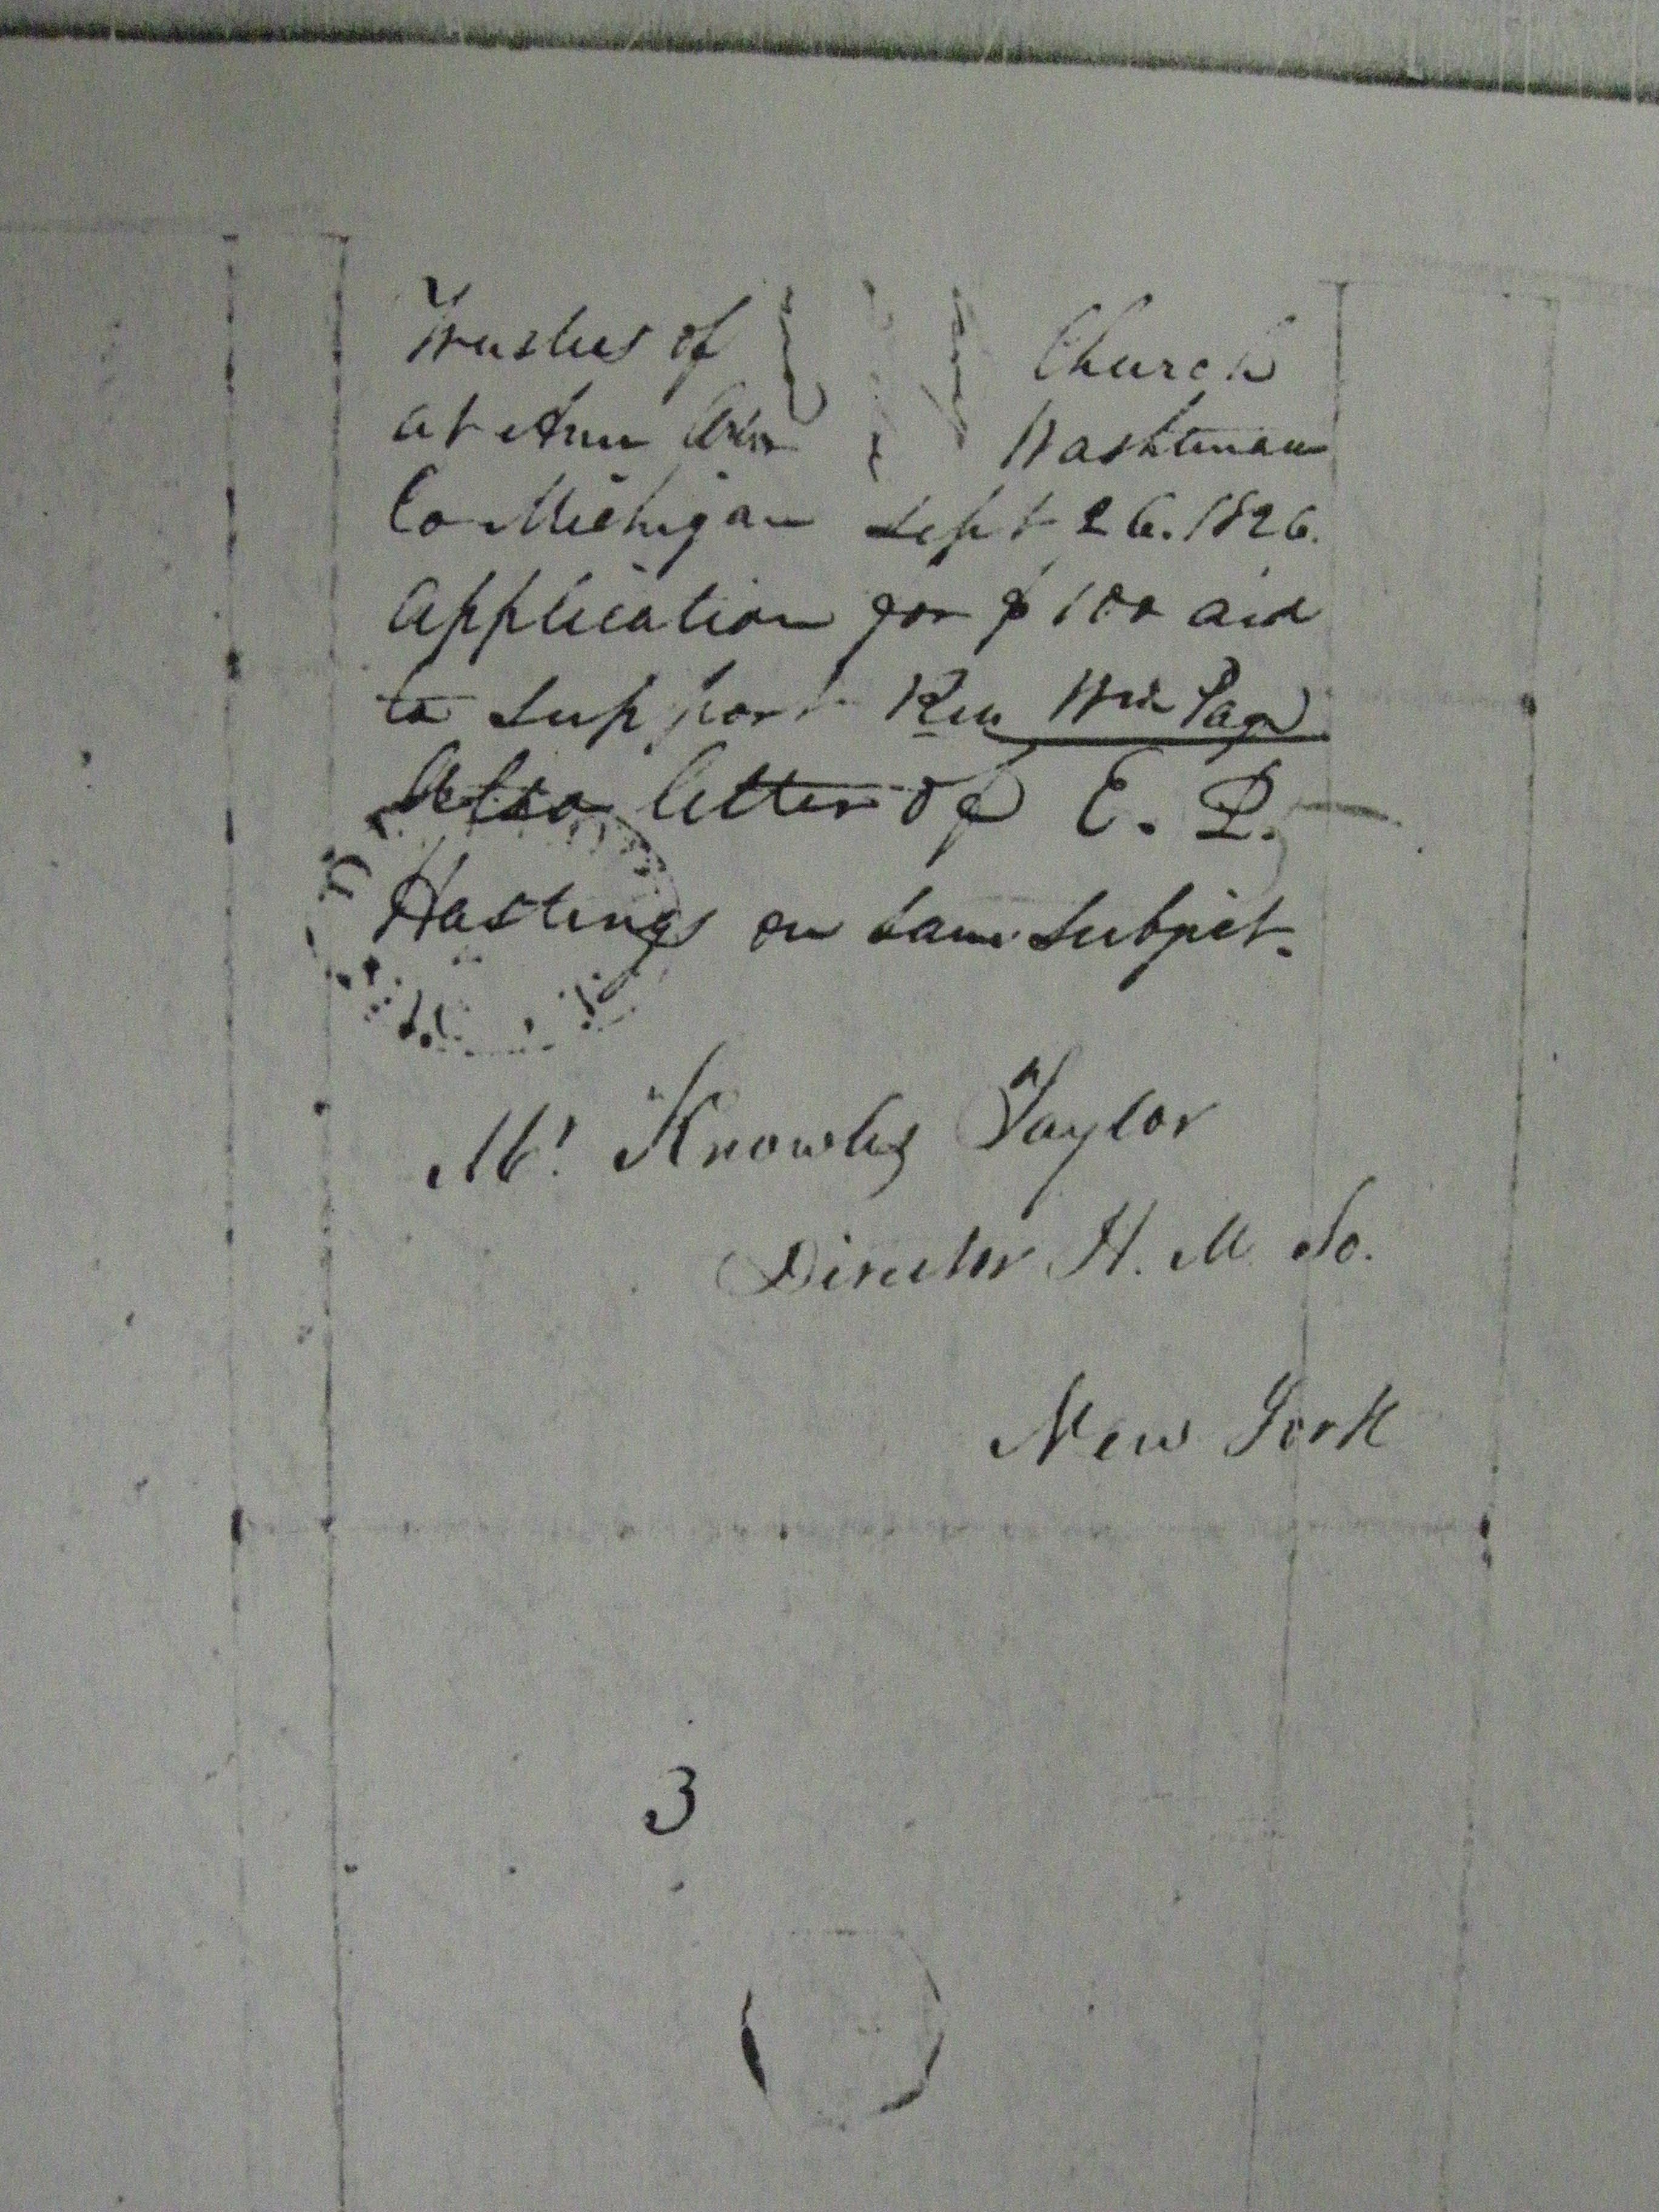 Trustees of Church
at Ann Arbor Washtenaw
Co Michigan Sept 26. 1826.
Application for $100 aid
to support Rev Wm Page
Also letter of E. P.
Hastings on same subject.
Mr. Knowles Taylor
Director H. M. So.
New York
3